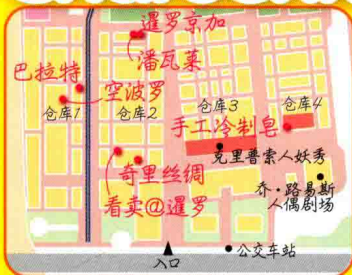 暹罗京加
潘瓦莱
巴拉特
空波罗
仓库1
仓库2
仓库3
仓库4
手工冷制皂
克里普索人妖秀
奇里丝绸
看卖@暹罗
乔·路易斯
人偶剧场
公交车站
入口